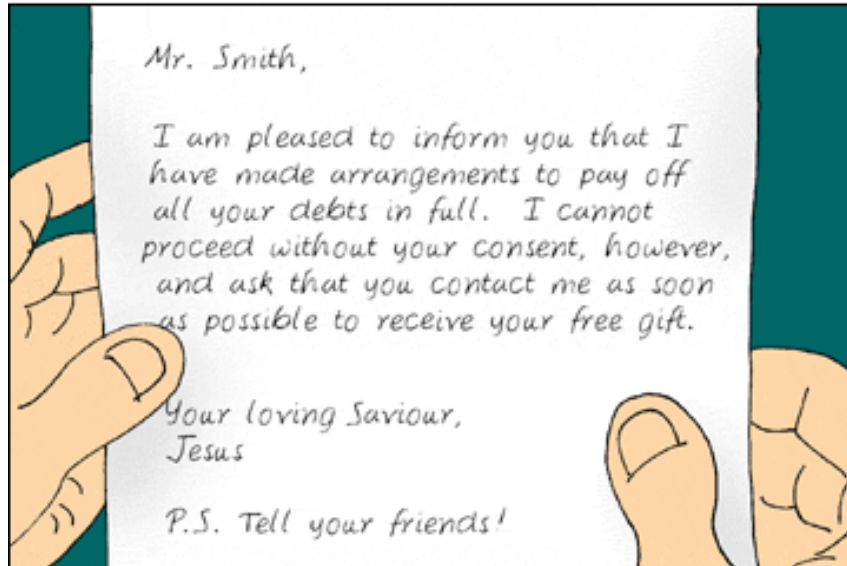 Mr. Smith,
I am pleased to inform you that I
have made arrangements to pay off
all your debts in full. I cannot
proceed without your consent, however,
and ask that you contact me as soon
as possible to receive your free gift.
Your loving Saviour,
Jesus
P.S. Tell your friends!